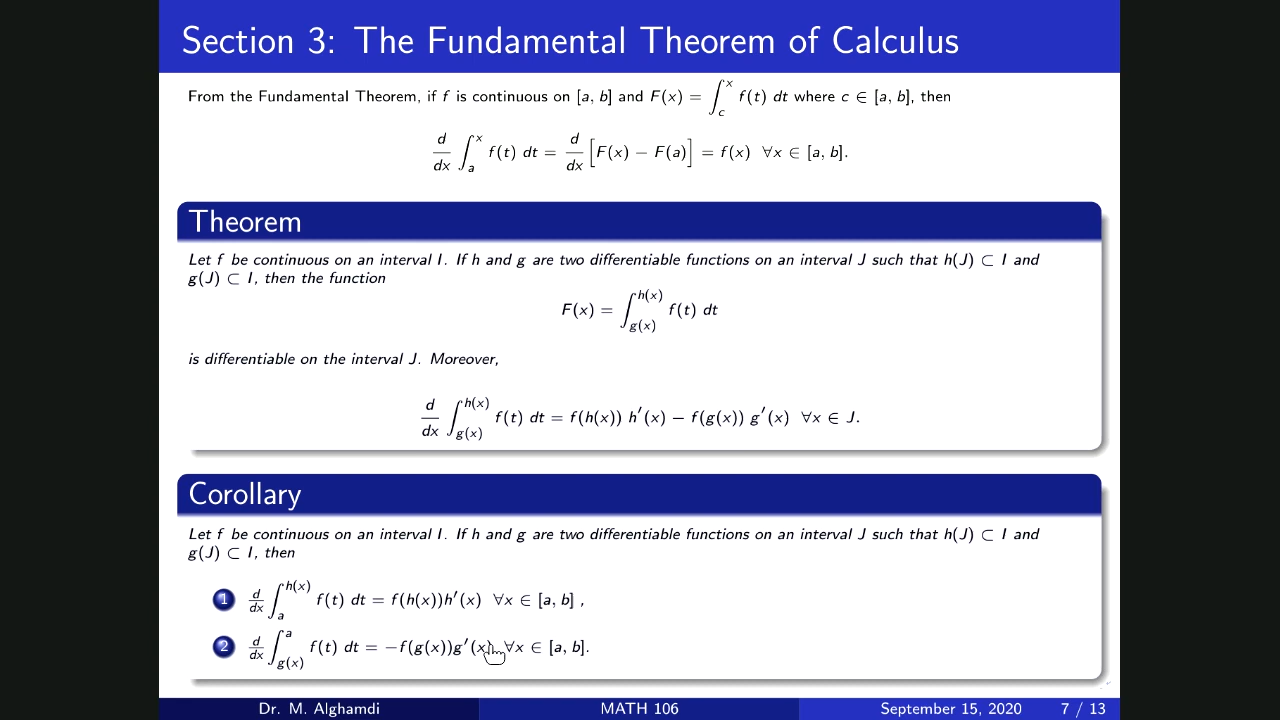 Section 3: The Fundamental Theorem of Calculus
From the Fundamental Theorem, if f is continuous on [a, b] and F(x) = ∫_c^x f(t) dt where c ∈ [a, b], then
d/dx ∫_a^x f(t) dt = d/dx [F(x) − F(a)] = f(x) ∀x ∈ [a, b].
Theorem
Let f be continuous on an interval I. If h and g are two differentiable functions on an interval J such that h(J) ⊂ I and
g(J) ⊂ I, then the function
F(x) = ∫_{g(x)}^{h(x)} f(t) dt
is differentiable on the interval J. Moreover,
d/dx ∫_{g(x)}^{h(x)} f(t) dt = f(h(x)) h′(x) − f(g(x)) g′(x) ∀x ∈ J.
Corollary
Let f be continuous on an interval I. If h and g are two differentiable functions on an interval J such that h(J) ⊂ I and
g(J) ⊂ I, then
1 d/dx ∫_a^{h(x)} f(t) dt = f(h(x))h′(x) ∀x ∈ [a, b] ,
2 d/dx ∫_{g(x)}^a f(t) dt = −f(g(x))g′(x) ∀x ∈ [a, b].
Dr. M. Alghamdi MATH 106 September 15, 2020 7 / 13